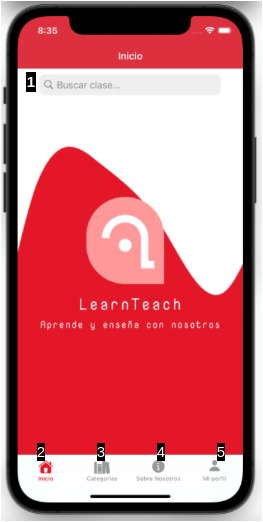 8:35
Inicio
1
Buscar clase...
LearnTeach
Aprende y enseña con nosotros
2 3 4 5
Inicio Categorías Sobre Nosotros Mi perfil